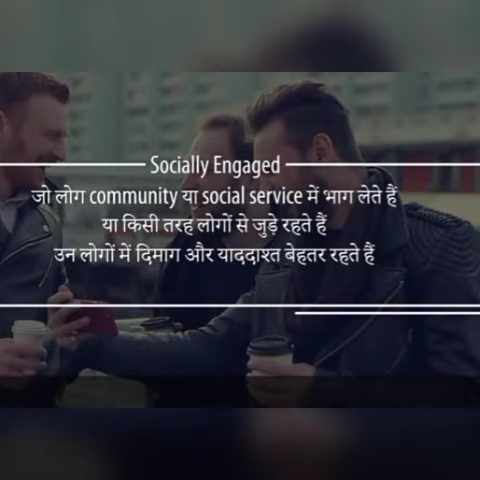 Socially Engaged
जो लोग community या social service में भाग लेते हैं
या किसी तरह लोगों से जुड़े रहते हैं
उन लोगों में दिमाग और याददाश्त बेहतर रहते हैं